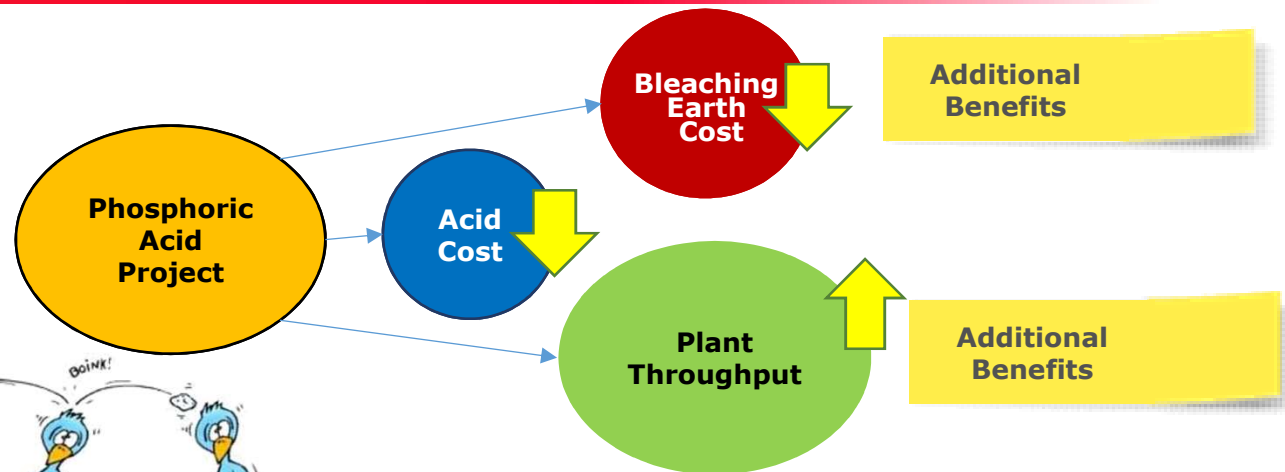 Bleaching
Earth
Cost
Additional
Benefits
Phosphoric
Acid
Project
Acid
Cost
Plant
Throughput
Additional
Benefits
BOINK!